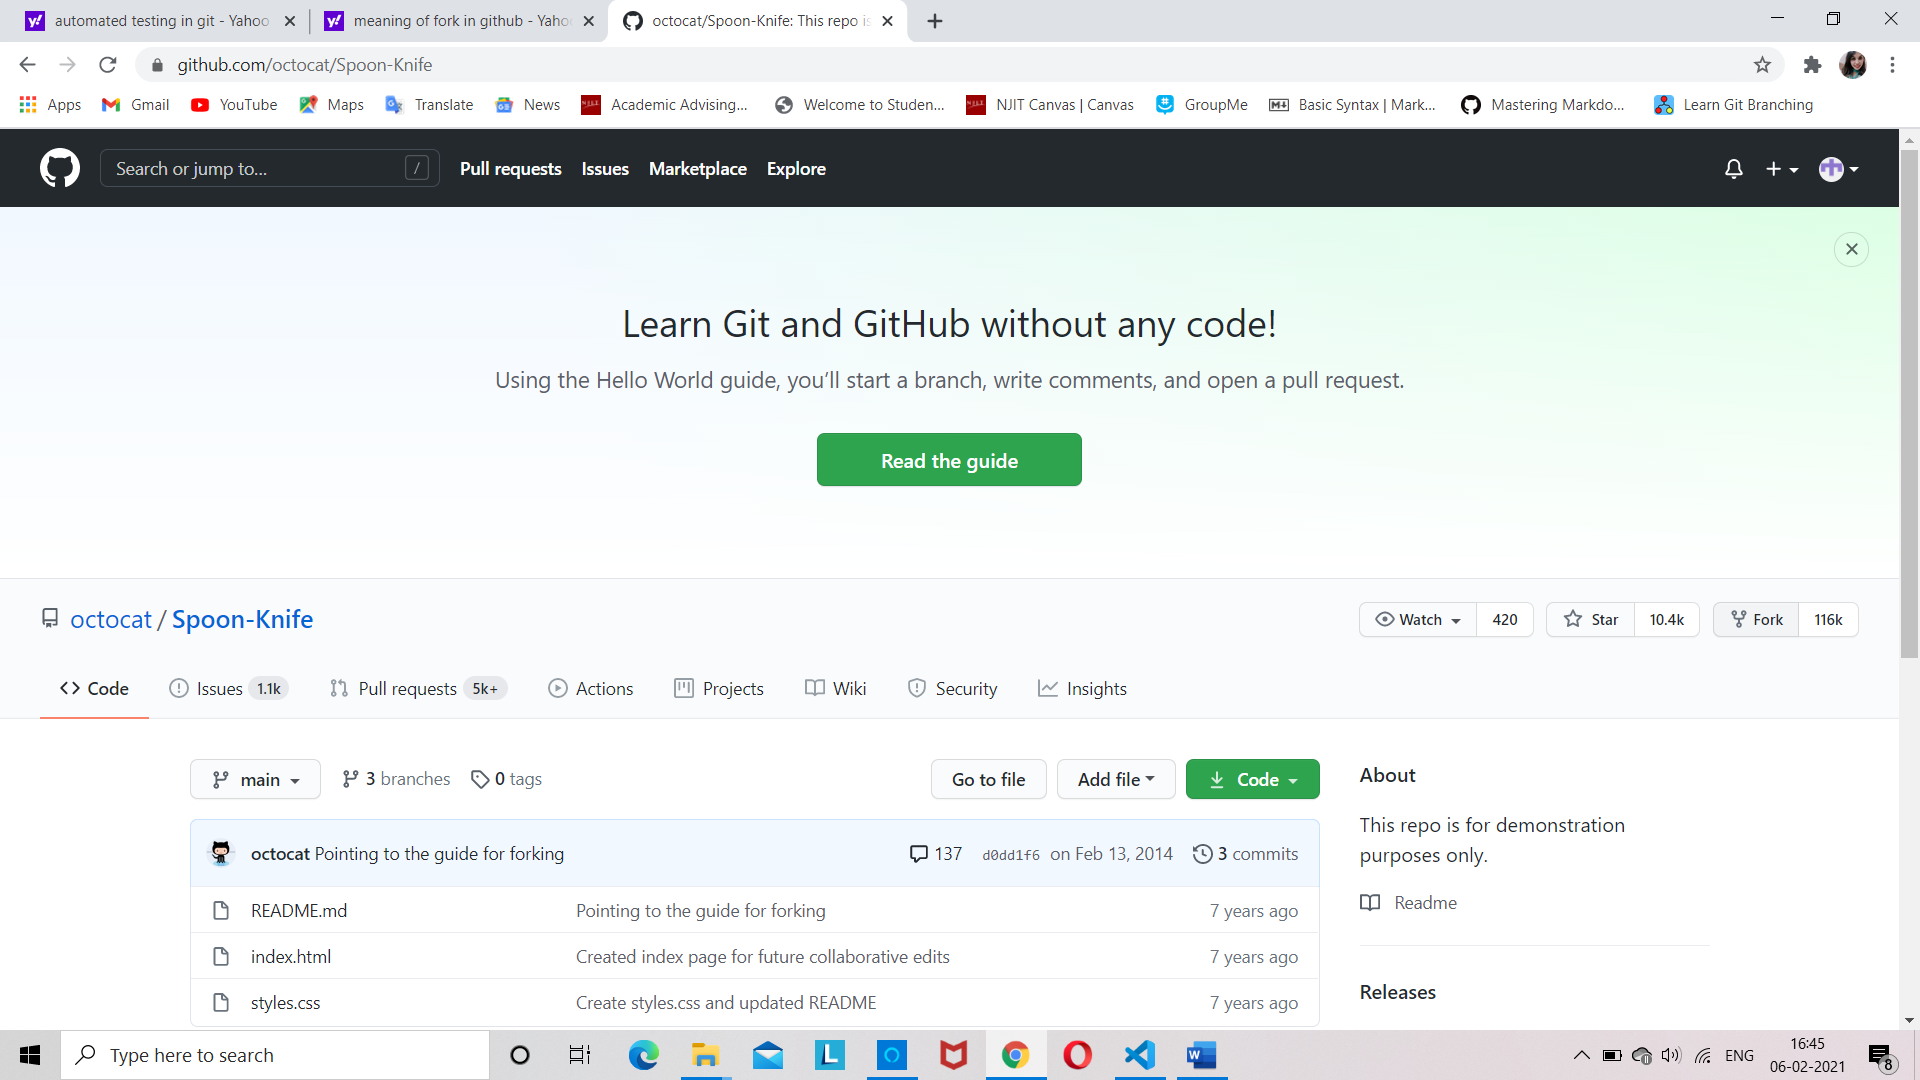 automated testing in git - Yahoo
meaning of fork in github - Yaho
octocat/Spoon-Knife: This repo is
github.com/octocat/Spoon-Knife
Apps
Gmail
YouTube
Maps
Translate
News
Academic Advising...
Welcome to Studen...
NJIT Canvas | Canvas
GroupMe
Basic Syntax | Mark...
Mastering Markdo...
Learn Git Branching
Search or jump to...
/
Pull requests
Issues
Marketplace
Explore
Learn Git and GitHub without any code!
Using the Hello World guide, you’ll start a branch, write comments, and open a pull request.
Read the guide
octocat / Spoon-Knife
Watch 420
Star 10.4k
Fork 116k
Code
Issues 1.1k
Pull requests 5k+
Actions
Projects
Wiki
Security
Insights
main
3 branches
0 tags
Go to file
Add file
Code
octocat Pointing to the guide for forking
137
d0dd1f6 on Feb 13, 2014
3 commits
README.md
Pointing to the guide for forking
7 years ago
index.html
Created index page for future collaborative edits
7 years ago
styles.css
Create styles.css and updated README
7 years ago
About
This repo is for demonstration
purposes only.
Readme
Releases
Type here to search
ENG
16:45
06-02-2021
8